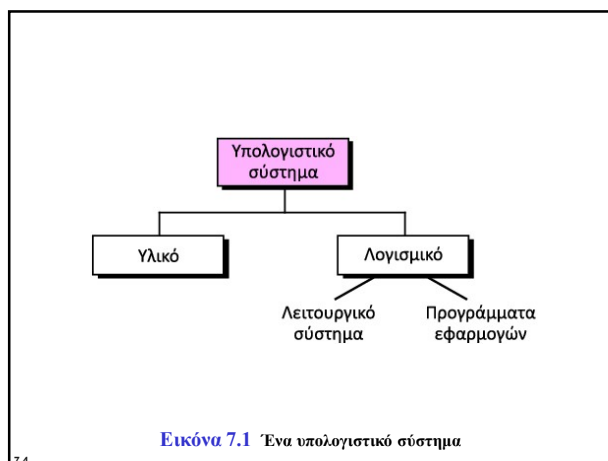 Υπολογιστικό
σύστημα
Υλικό
Λογισμικό
Λειτουργικό
σύστημα
Προγράμματα
εφαρμογών
Εικόνα 7.1 Ένα υπολογιστικό σύστημα